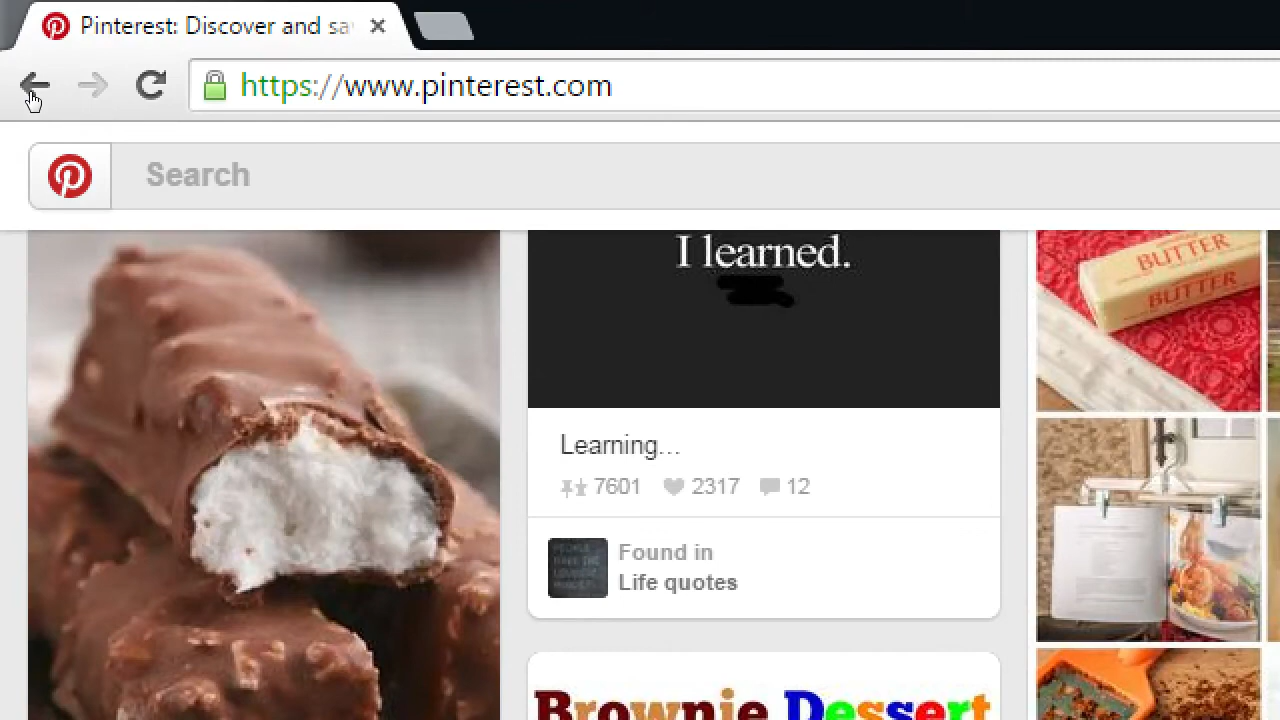 Pinterest: Discover and sa
https://www.pinterest.com
Search
I learned.
BUTTER
BUTTER
Learning...
7601 2317 12
Found in
Life quotes
Brownie Dessert